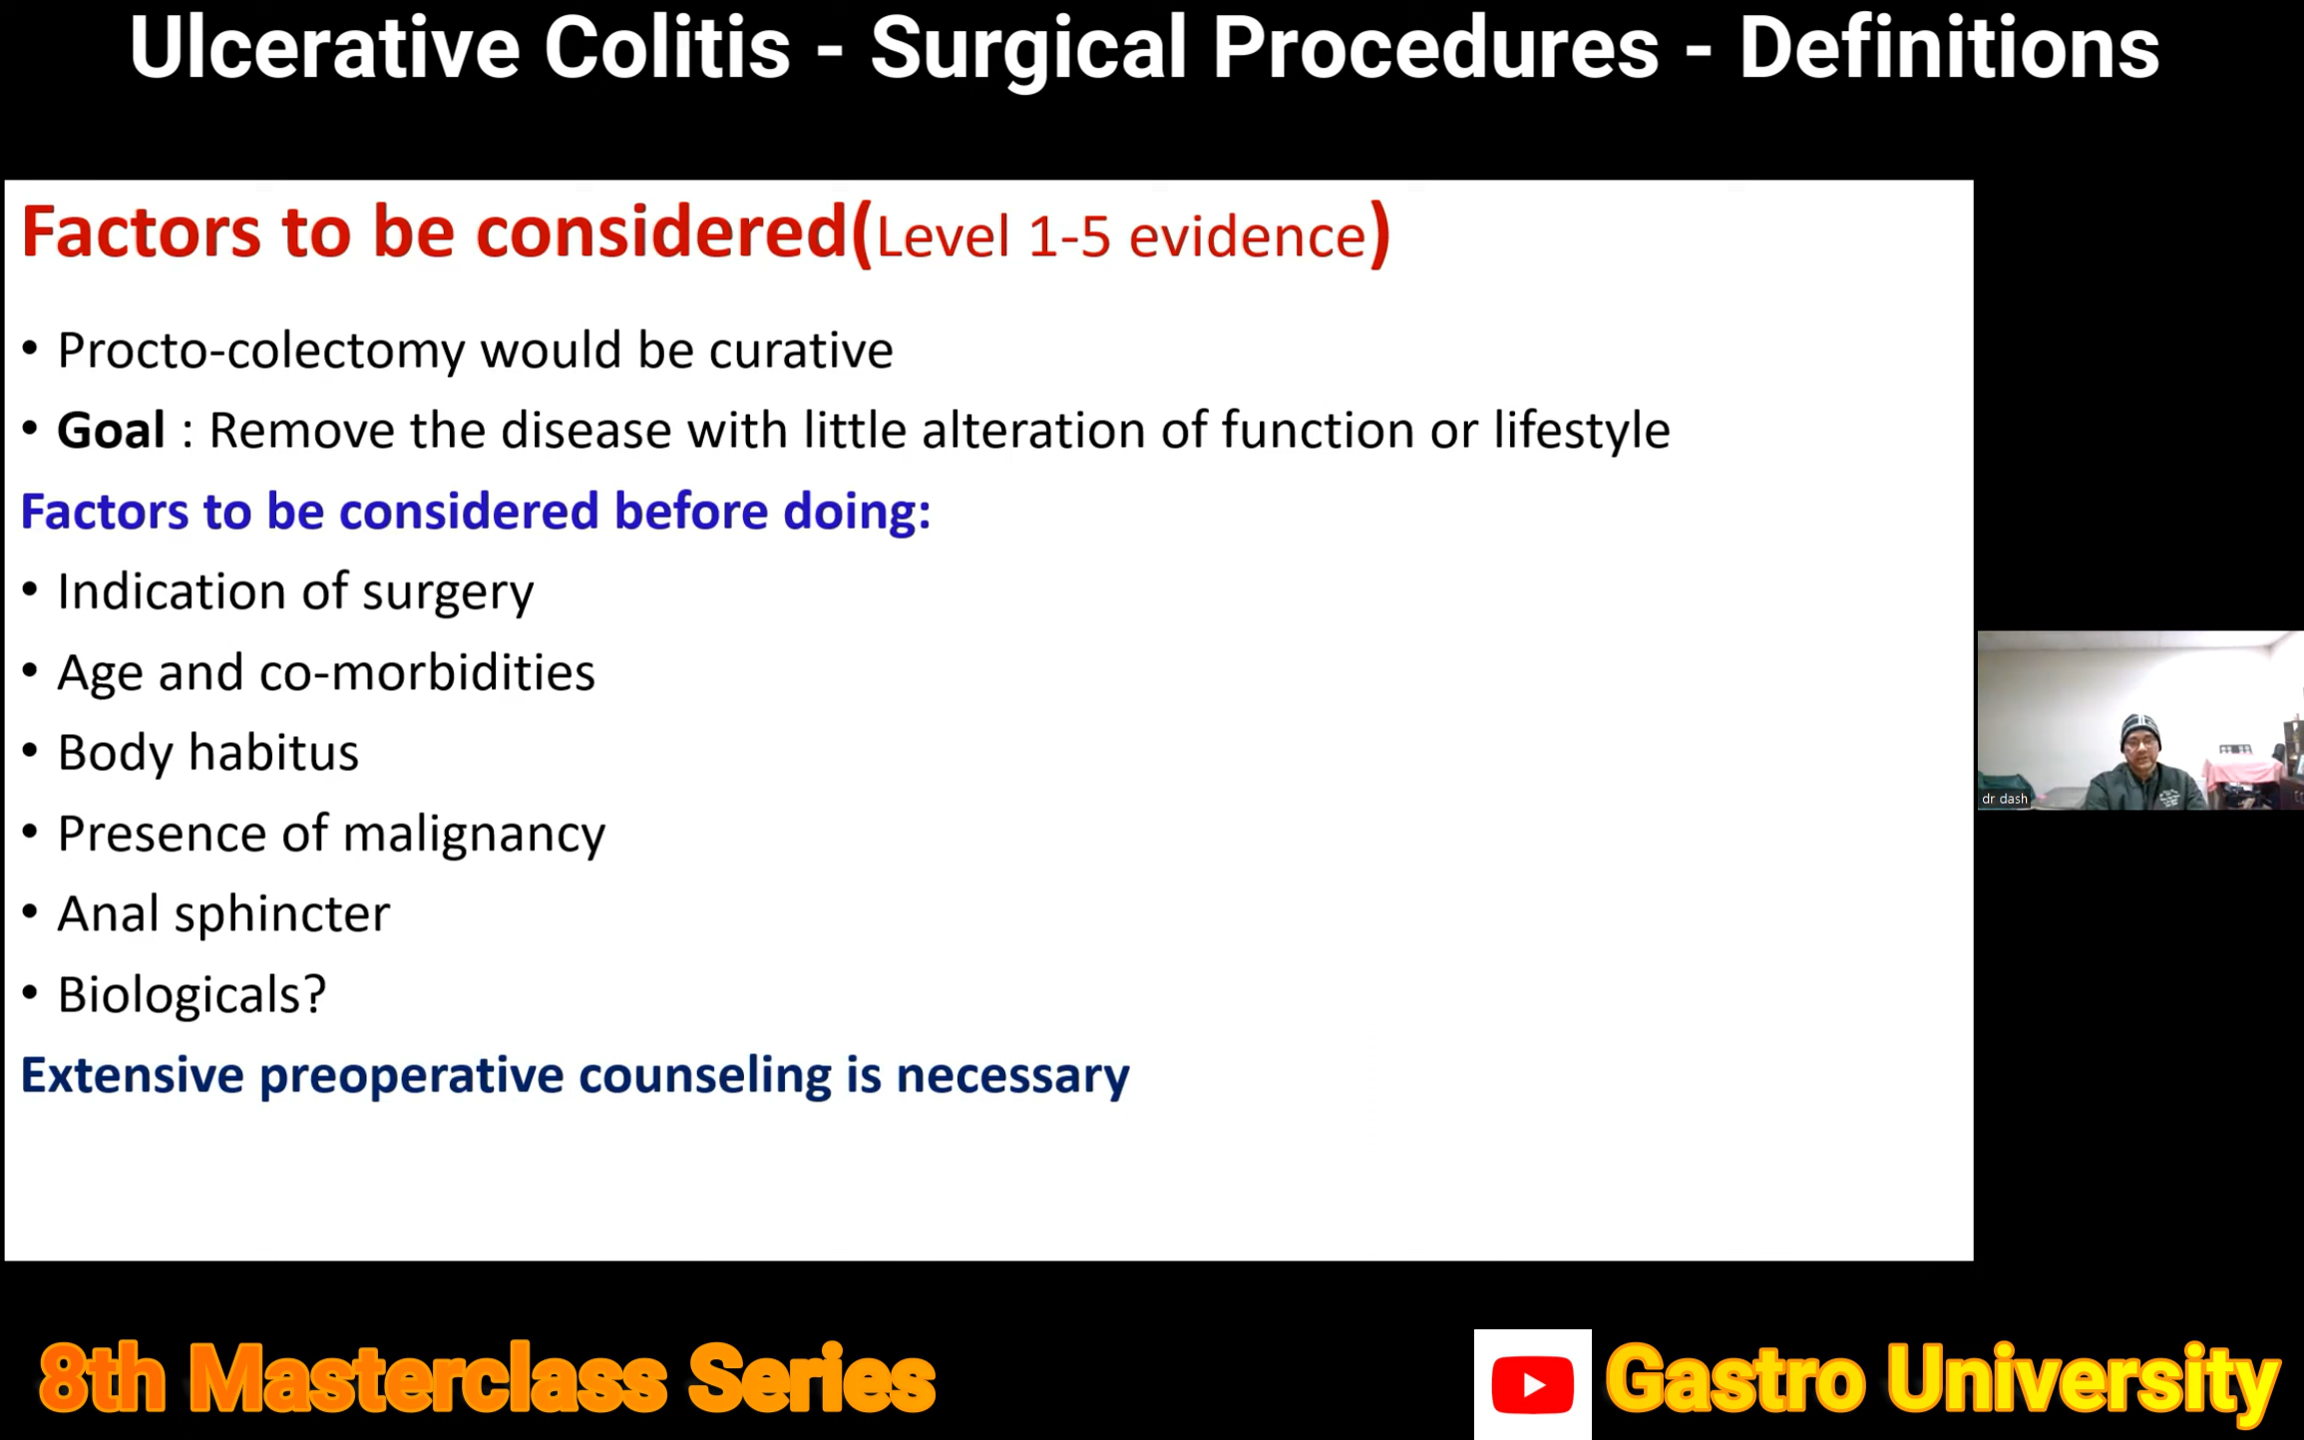 Ulcerative Colitis - Surgical Procedures - Definitions
Factors to be considered(Level 1-5 evidence)
• Procto-colectomy would be curative
• Goal : Remove the disease with little alteration of function or lifestyle
Factors to be considered before doing:
• Indication of surgery
• Age and co-morbidities
• Body habitus
• Presence of malignancy
• Anal sphincter
• Biologicals?
Extensive preoperative counseling is necessary
dr dash
8th Masterclass Series
Gastro University